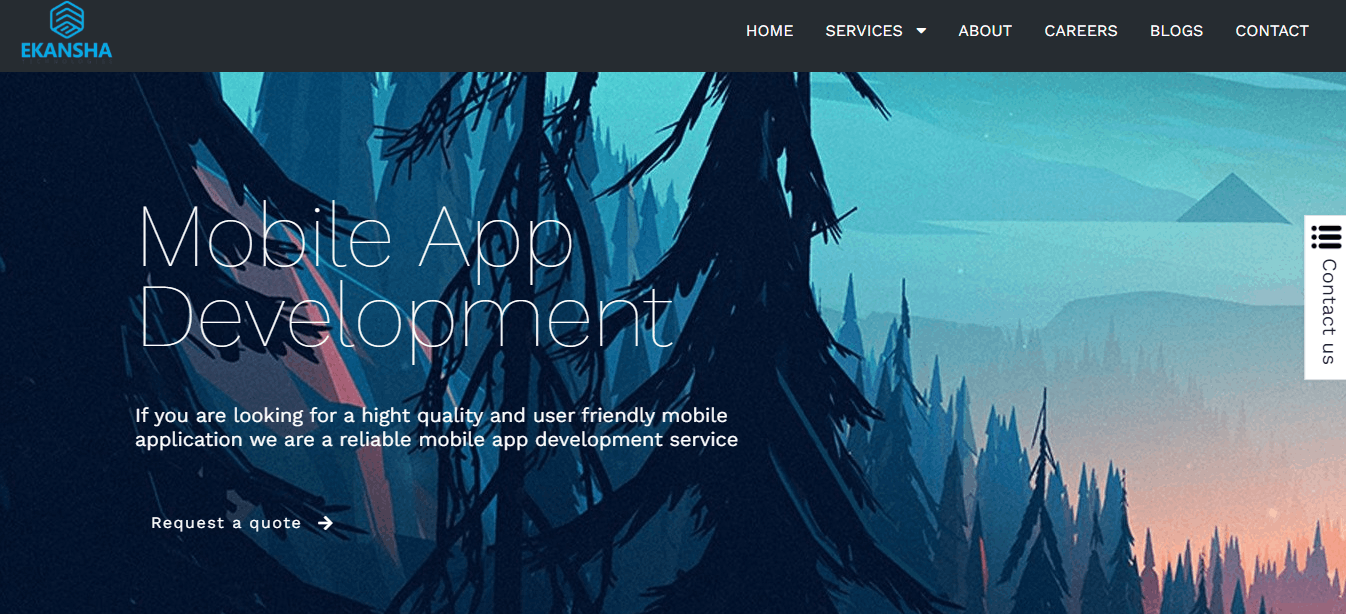 EKANSHA
HOME SERVICES ABOUT CAREERS BLOGS CONTACT
Mobile App
Development
If you are looking for a hight quality and user friendly mobile
application we are a reliable mobile app development service
Request a quote
Contact us